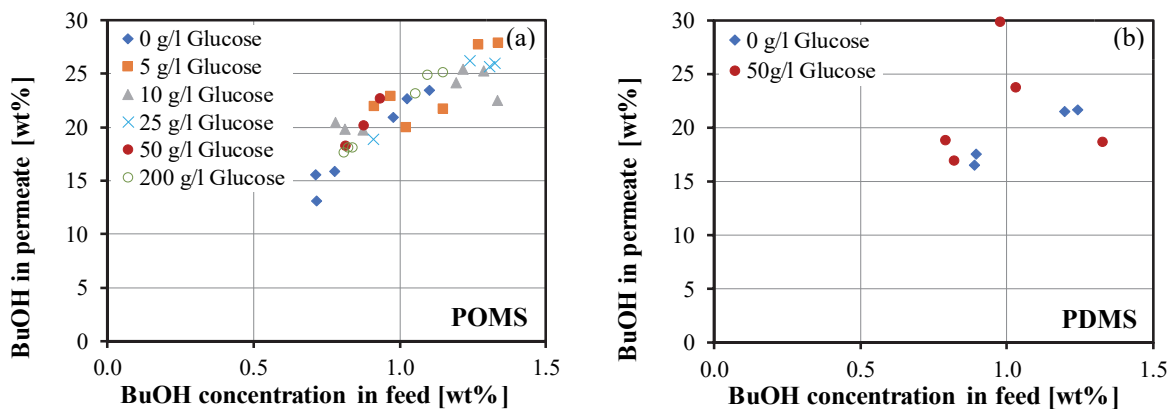 (a)
0 g/l Glucose
5 g/l Glucose
10 g/l Glucose
25 g/l Glucose
50 g/l Glucose
200 g/l Glucose
POMS
30
25
20
15
10
5
0
0.0 0.5 1.0 1.5
BuOH in permeate [wt%]
BuOH concentration in feed [wt%]
(b)
0 g/l Glucose
50g/l Glucose
PDMS
30
25
20
15
10
5
0
0.0 0.5 1.0 1.5
BuOH in permeate [wt%]
BuOH concentration in feed [wt%]